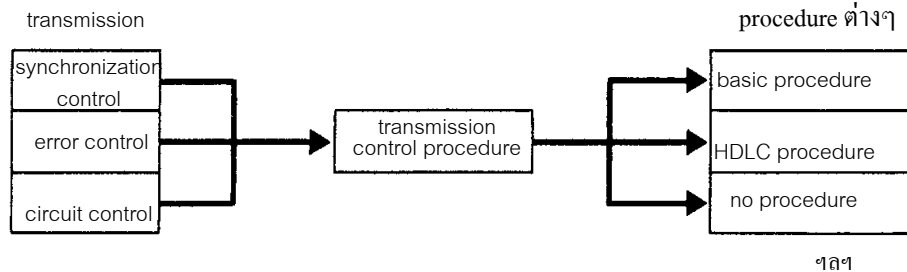 transmission
synchronization
control
error control
circuit control
transmission
control procedure
procedure ต่างๆ
basic procedure
HDLC procedure
no procedure
ฯลฯ